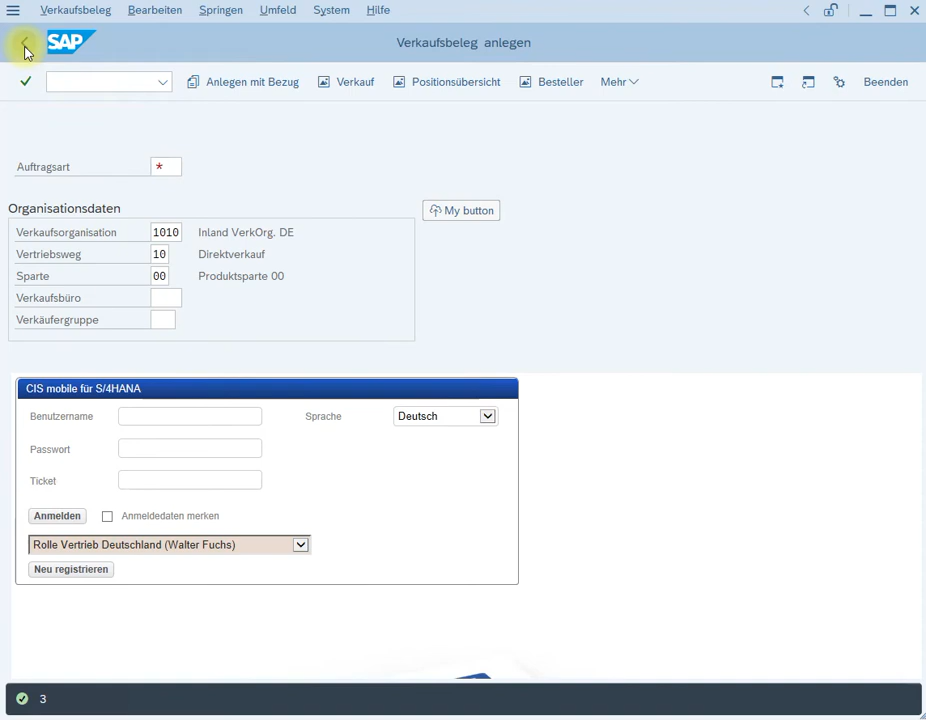 Verkaufsbeleg Bearbeiten Springen Umfeld System Hilfe
SAP Verkaufsbeleg anlegen
Anlegen mit Bezug Verkauf Positionsübersicht Besteller Mehr Beenden
Auftragsart *
Organisationsdaten
My button
Verkaufsorganisation 1010 Inland VerkOrg. DE
Vertriebsweg 10 Direktverkauf
Sparte 00 Produktsparte 00
Verkaufsbüro
Verkäufergruppe
CIS mobile für S/4HANA
Benutzername Sprache Deutsch
Passwort
Ticket
Anmelden Anmeldedaten merken
Rolle Vertrieb Deutschland (Walter Fuchs)
Neu registrieren
3